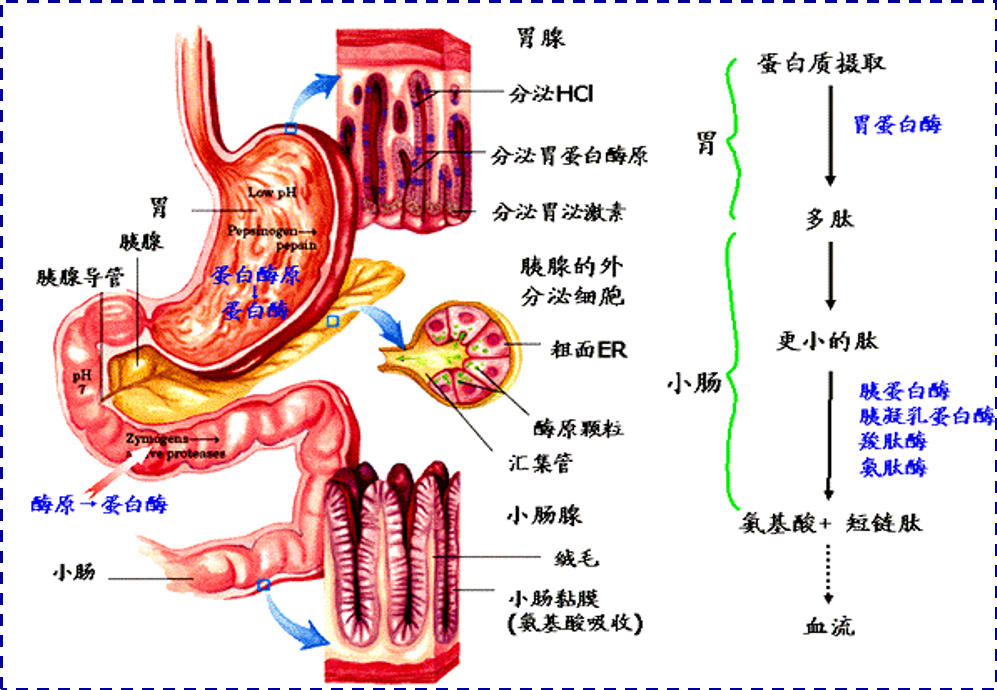 胃腺
分泌HCl
分泌胃蛋白酶原
分泌胃泌激素
胃
Low pH
Pepsinogen→
pepsin
蛋白酶原
↓
蛋白酶
胰腺
胰腺导管
胰腺的外
分泌细胞
粗面ER
酶原颗粒
汇集管
pH
7
Zymogens→
proteases
酶原→蛋白酶
小肠
小肠腺
绒毛
小肠黏膜
(氨基酸吸收)
蛋白质摄取
胃蛋白酶
胃
多肽
更小的肽
小肠
胰蛋白酶
胰凝乳蛋白酶
羧肽酶
氨肽酶
氨基酸+ 短链肽
血流